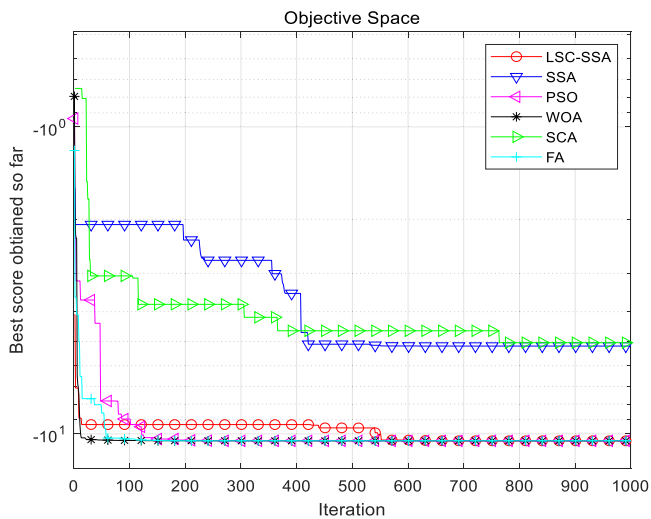 Objective Space
LSC-SSA
SSA
PSO
WOA
SCA
FA
Best score obtianed so far
-10^0
-10^1
0 100 200 300 400 500 600 700 800 900 1000
Iteration